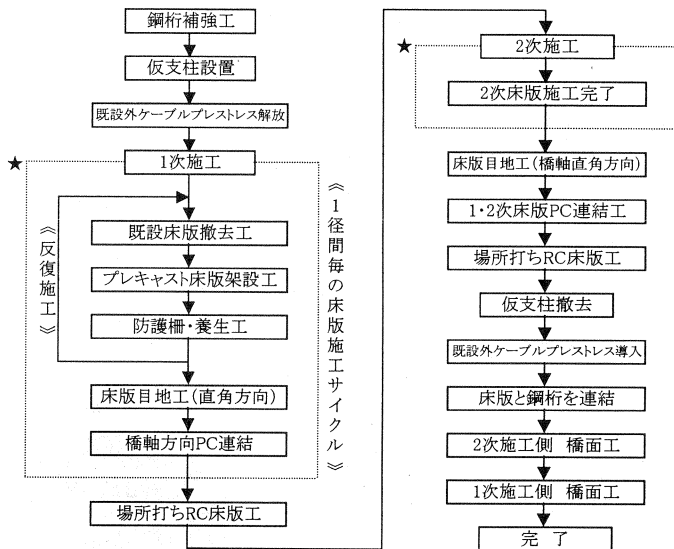 鋼桁補強工
仮支柱設置
既設外ケーブルプレストレス解放
★
1次施工
《反復施工》
既設床版撤去工
プレキャスト床版架設工
防護柵・養生工
床版目地工(直角方向)
橋軸方向PC連結
《1径間毎の床版施工サイクル》
場所打ちRC床版工
★
2次施工
2次床版施工完了
床版目地工(橋軸直角方向)
1・2次床版PC連結工
場所打ちRC床版工
仮支柱撤去
既設外ケーブルプレストレス導入
床版と鋼桁を連結
2次施工側 橋面工
1次施工側 橋面工
完 了